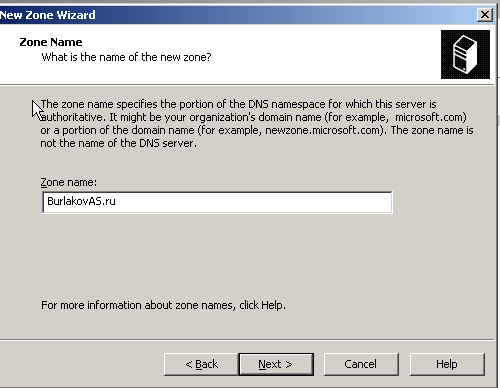 New Zone Wizard
Zone Name
What is the name of the new zone?
The zone name specifies the portion of the DNS namespace for which this server is
authoritative. It might be your organization's domain name (for example, microsoft.com)
or a portion of the domain name (for example, newzone.microsoft.com). The zone name is
not the name of the DNS server.
Zone name:
BurlakovAS.ru
For more information about zone names, click Help.
< Back Next > Cancel Help